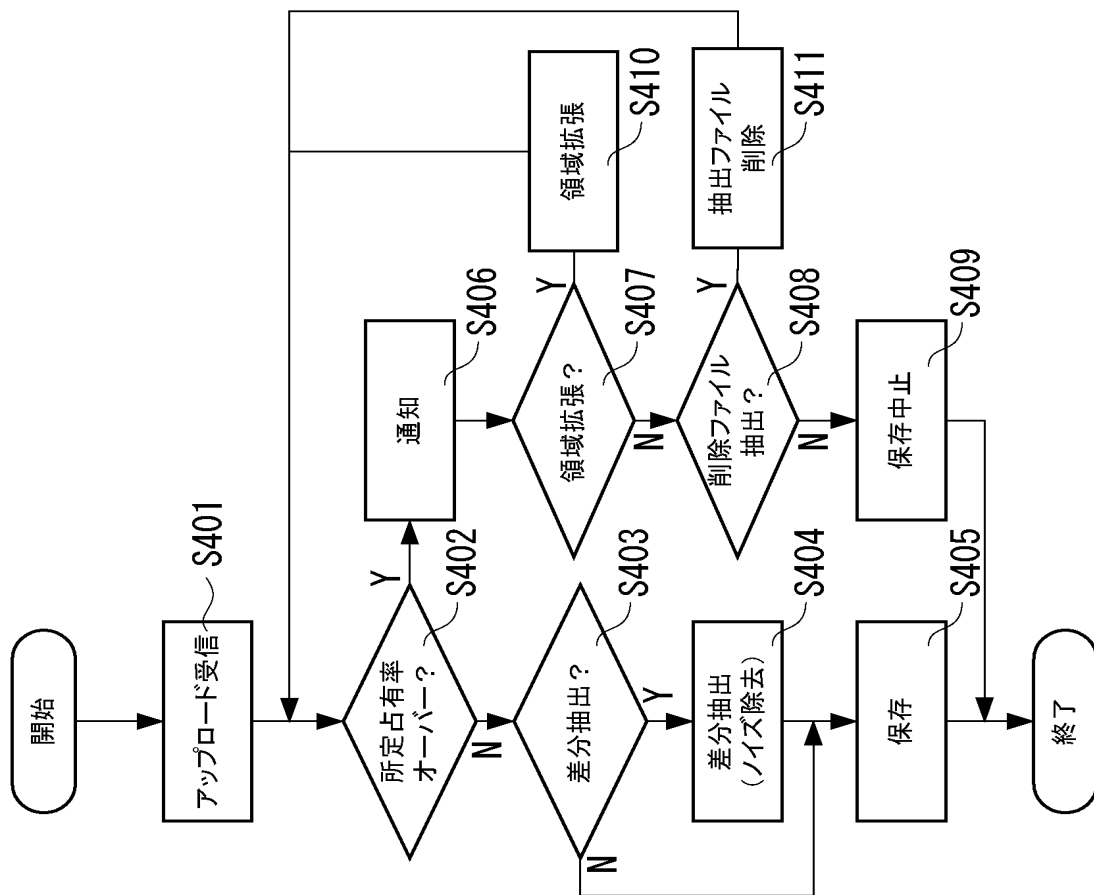 開始
アップロード受信
S401
所定占有率
オーバー？
S402
Y
N
差分抽出？
S403
Y
N
差分抽出
(ノイズ除去)
S404
保存
S405
終了
通知
S406
領域拡張？
S407
Y
N
削除ファイル
抽出？
S408
Y
N
保存中止
S409
領域拡張
S410
抽出ファイル
削除
S411